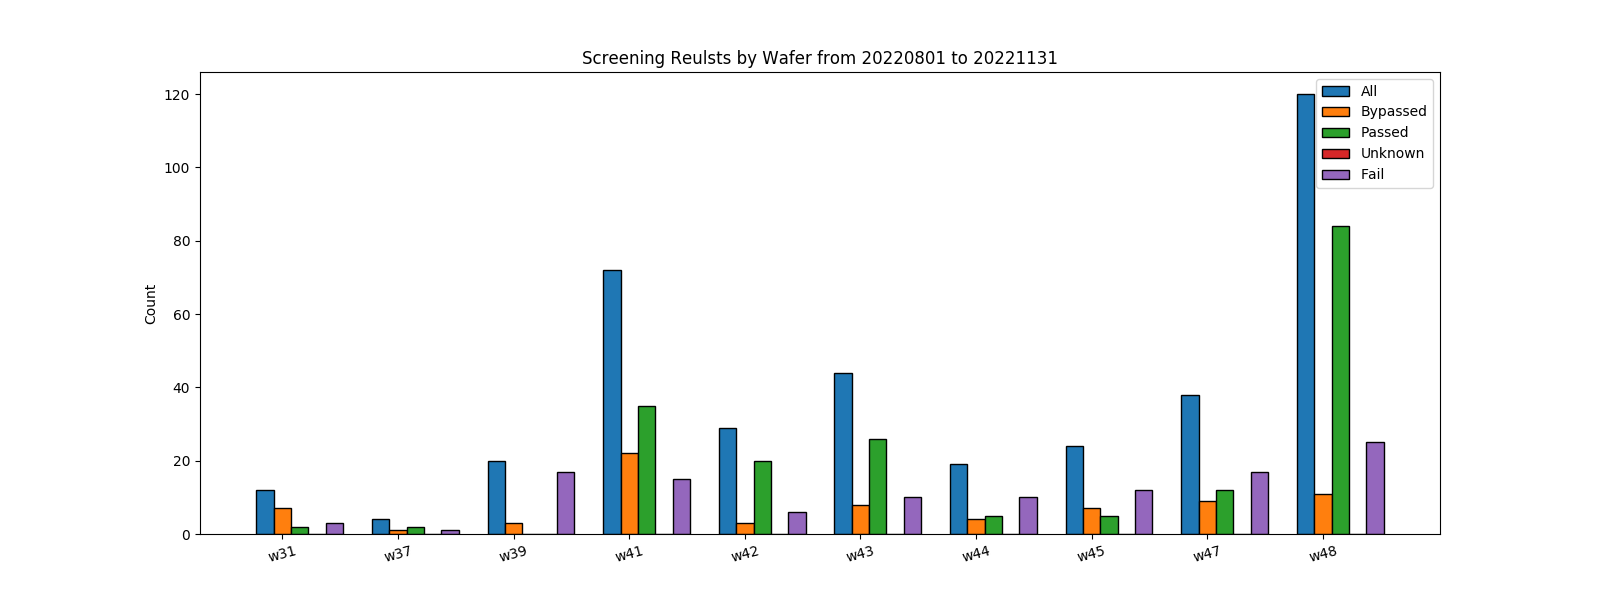 Screening Reulsts by Wafer from 20220801 to 20221131
120
100
80
60
40
20
0
Count
All
Bypassed
Passed
Unknown
Fail
w31 w37 w39 w41 w42 w43 w44 w45 w47 w48